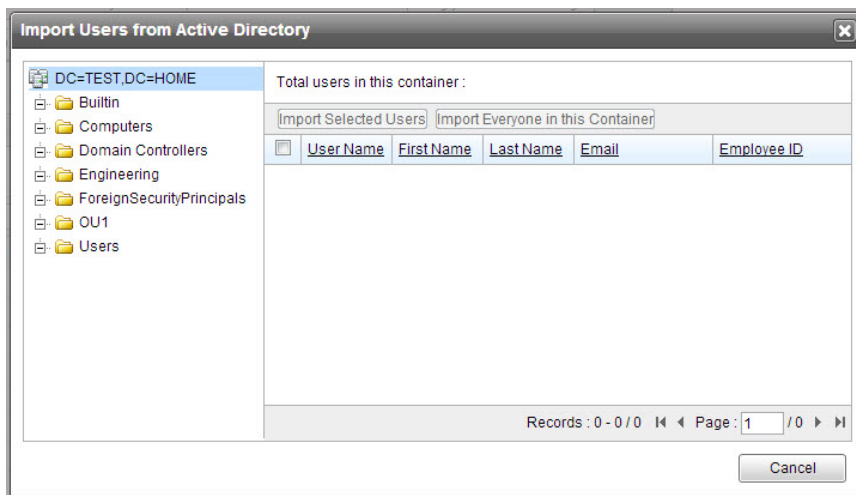 Import Users from Active Directory
DC=TEST,DC=HOME
Builtin
Computers
Domain Controllers
Engineering
ForeignSecurityPrincipals
OU1
Users
Total users in this container :
Import Selected Users Import Everyone in this Container
User Name First Name Last Name Email Employee ID
Records : 0 - 0 / 0 Page : 1 / 0
Cancel